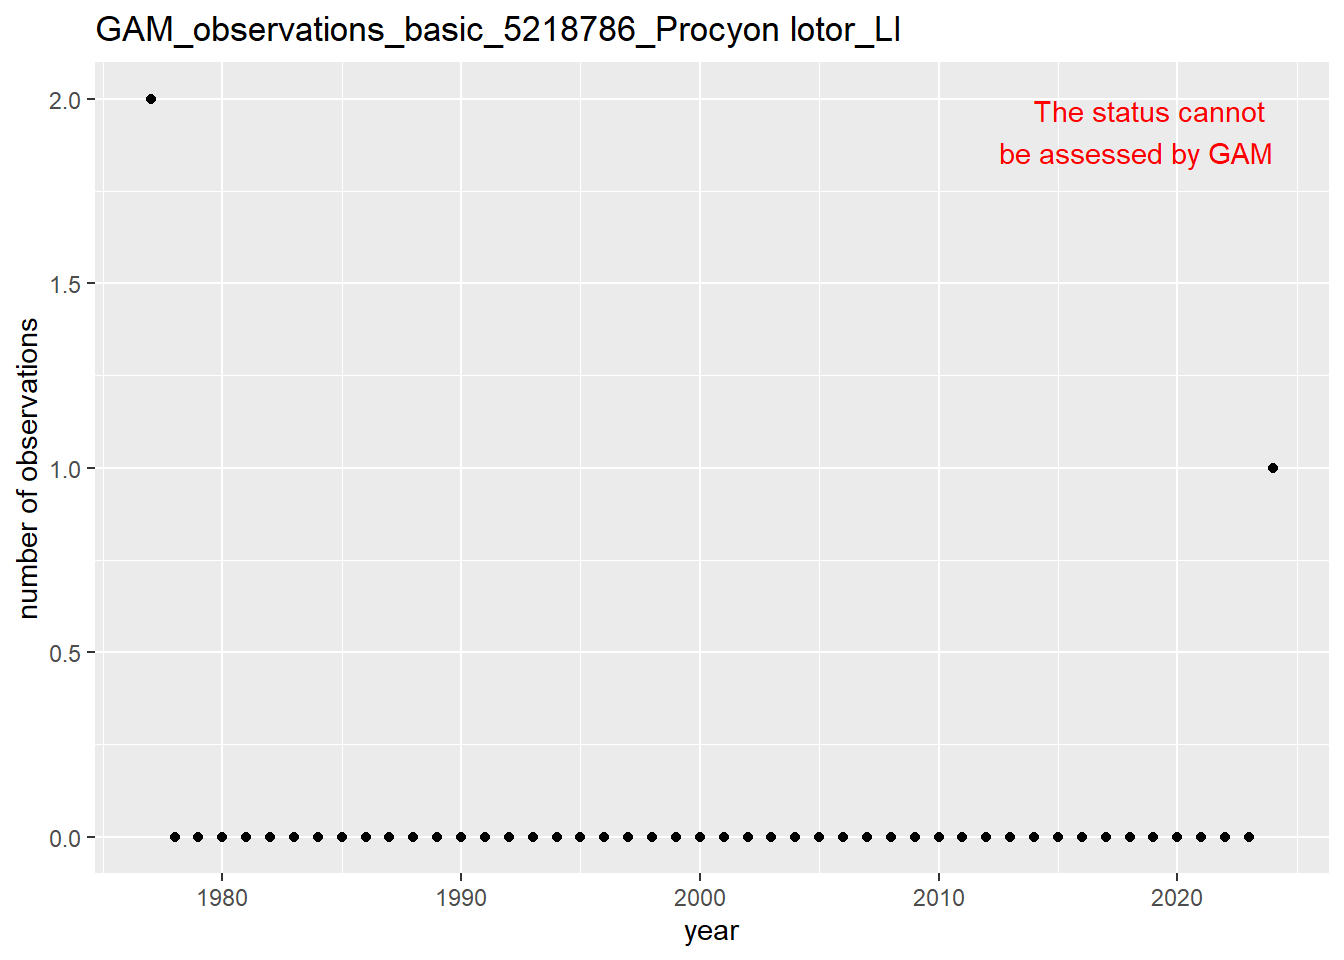 GAM_observations_basic_5218786_Procyon lotor_LI
The status cannot
be assessed by GAM
number of observations
2.0
1.5
1.0
0.5
0.0
1980 1990 2000 2010 2020
year